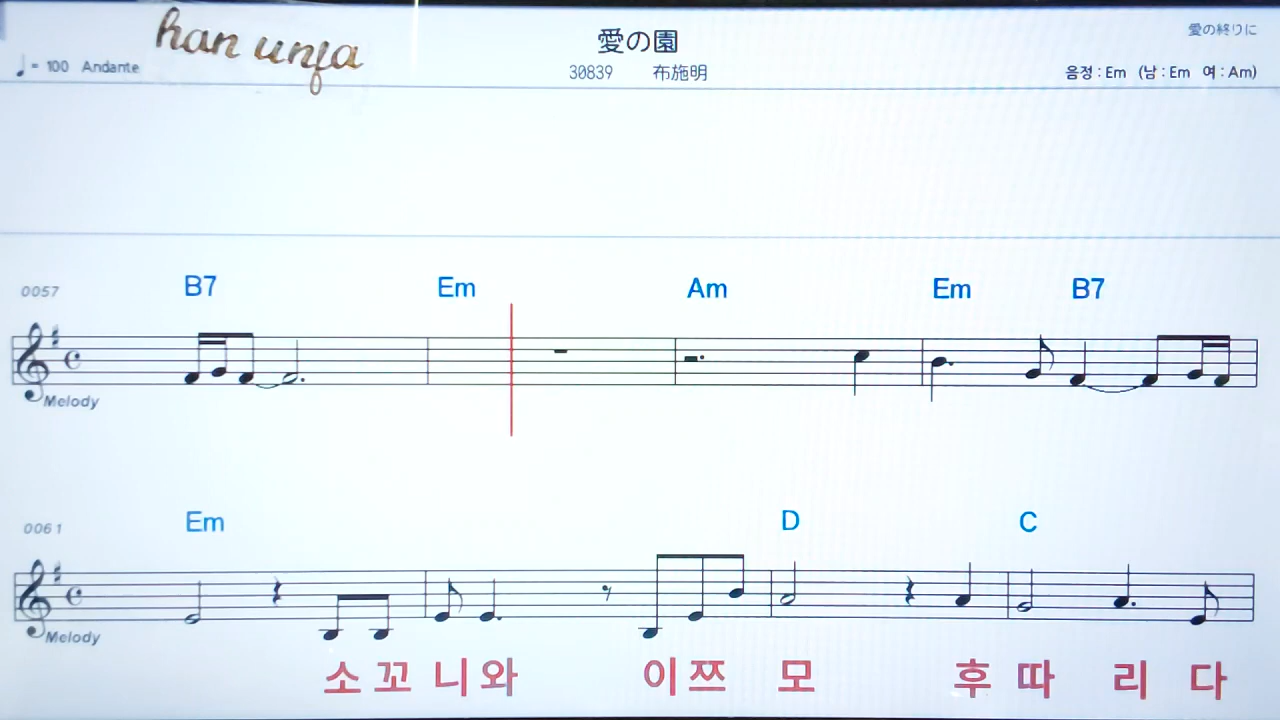 han unja
愛の園
愛の終りに
♩= 100 Andante
30839 布施明
음정 : Em (남 : Em 여 : Am)
0057
B7 Em Am Em B7
Melody
0061
Em D C
Melody
소 꼬 니 와 이 쯔 모 후 따 리 다